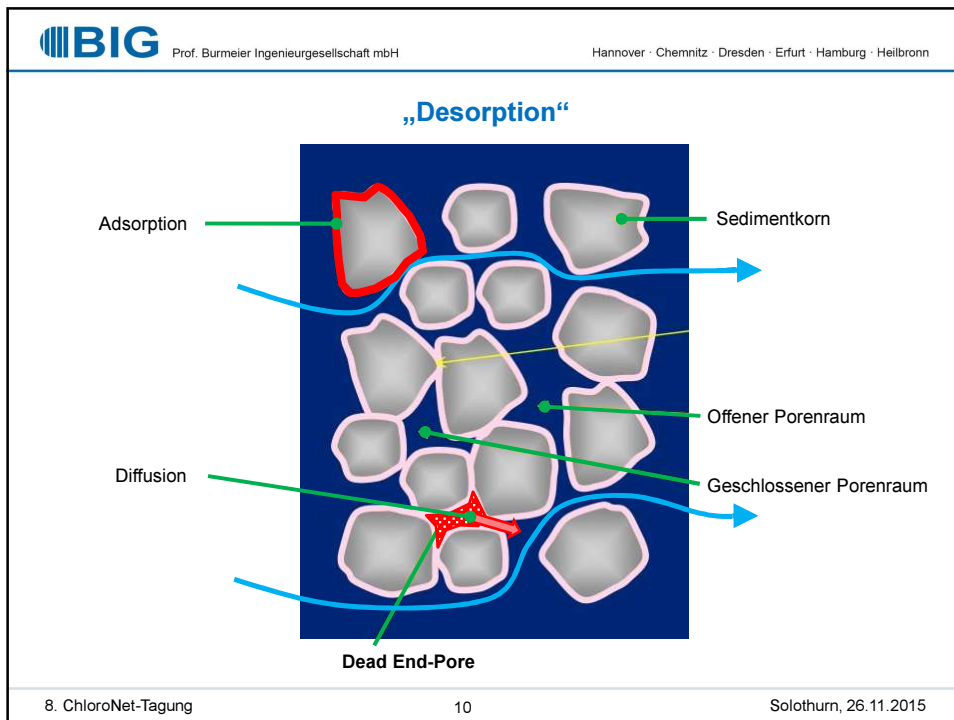 BIG Prof. Burmeier Ingenieurgesellschaft mbH Hannover · Chemnitz · Dresden · Erfurt · Hamburg · Heilbronn
„Desorption“
Adsorption
Sedimentkorn
Offener Porenraum
Diffusion
Geschlossener Porenraum
Dead End-Pore
8. ChloroNet-Tagung 10 Solothurn, 26.11.2015